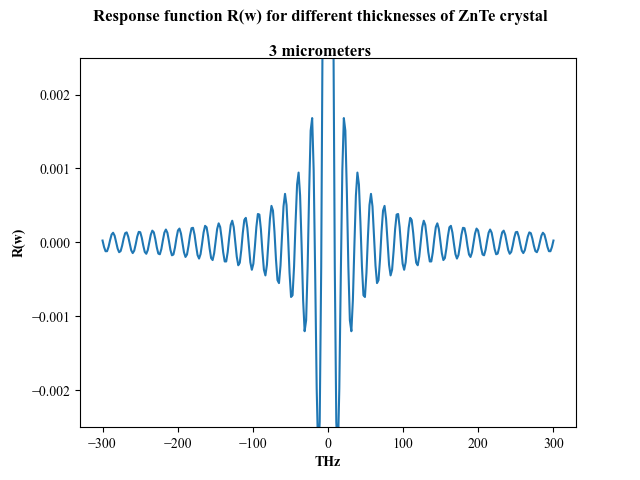 Response function R(w) for different thicknesses of ZnTe crystal
3 micrometers
0.002
0.001
0.000
−0.001
−0.002
R(w)
−300 −200 −100 0 100 200 300
THz